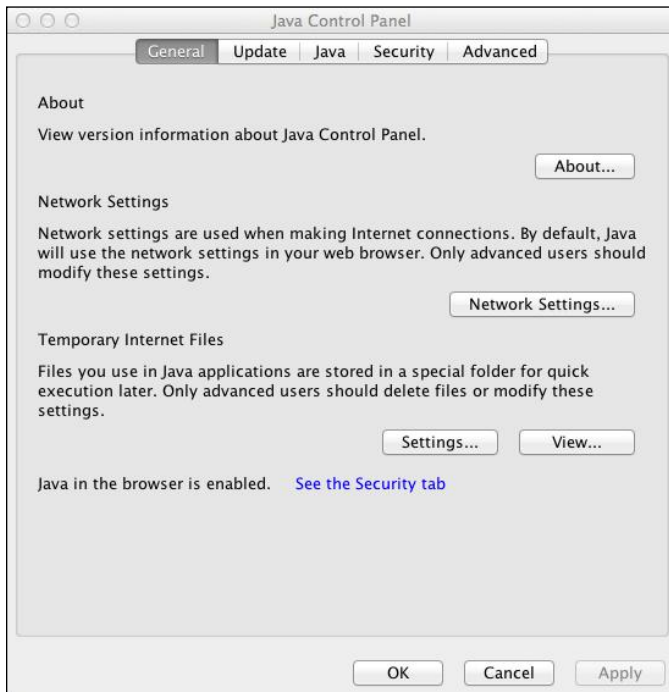 Java Control Panel
General Update Java Security Advanced
About
View version information about Java Control Panel.
About...
Network Settings
Network settings are used when making Internet connections. By default, Java
will use the network settings in your web browser. Only advanced users should
modify these settings.
Network Settings...
Temporary Internet Files
Files you use in Java applications are stored in a special folder for quick
execution later. Only advanced users should delete files or modify these
settings.
Settings... View...
Java in the browser is enabled. See the Security tab
OK Cancel Apply